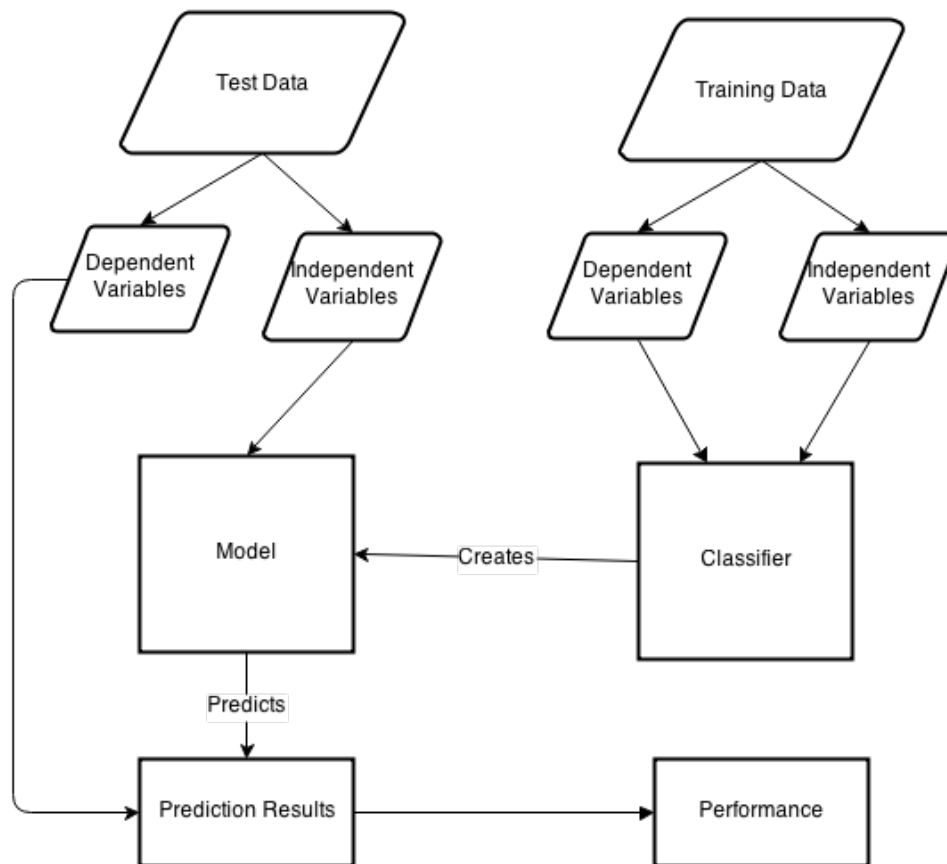 Test Data
Training Data
Dependent
Variables
Independent
Variables
Dependent
Variables
Independent
Variables
Model
Creates
Classifier
Predicts
Prediction Results
Performance